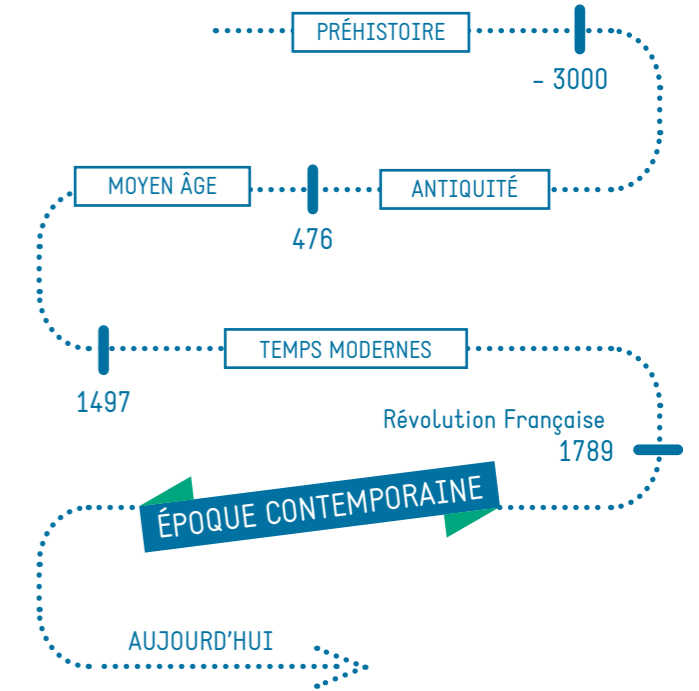 PRÉHISTOIRE
– 3000
ANTIQUITÉ
476
MOYEN ÂGE
1497
TEMPS MODERNES
Révolution Française
1789
ÉPOQUE CONTEMPORAINE
AUJOURD'HUI